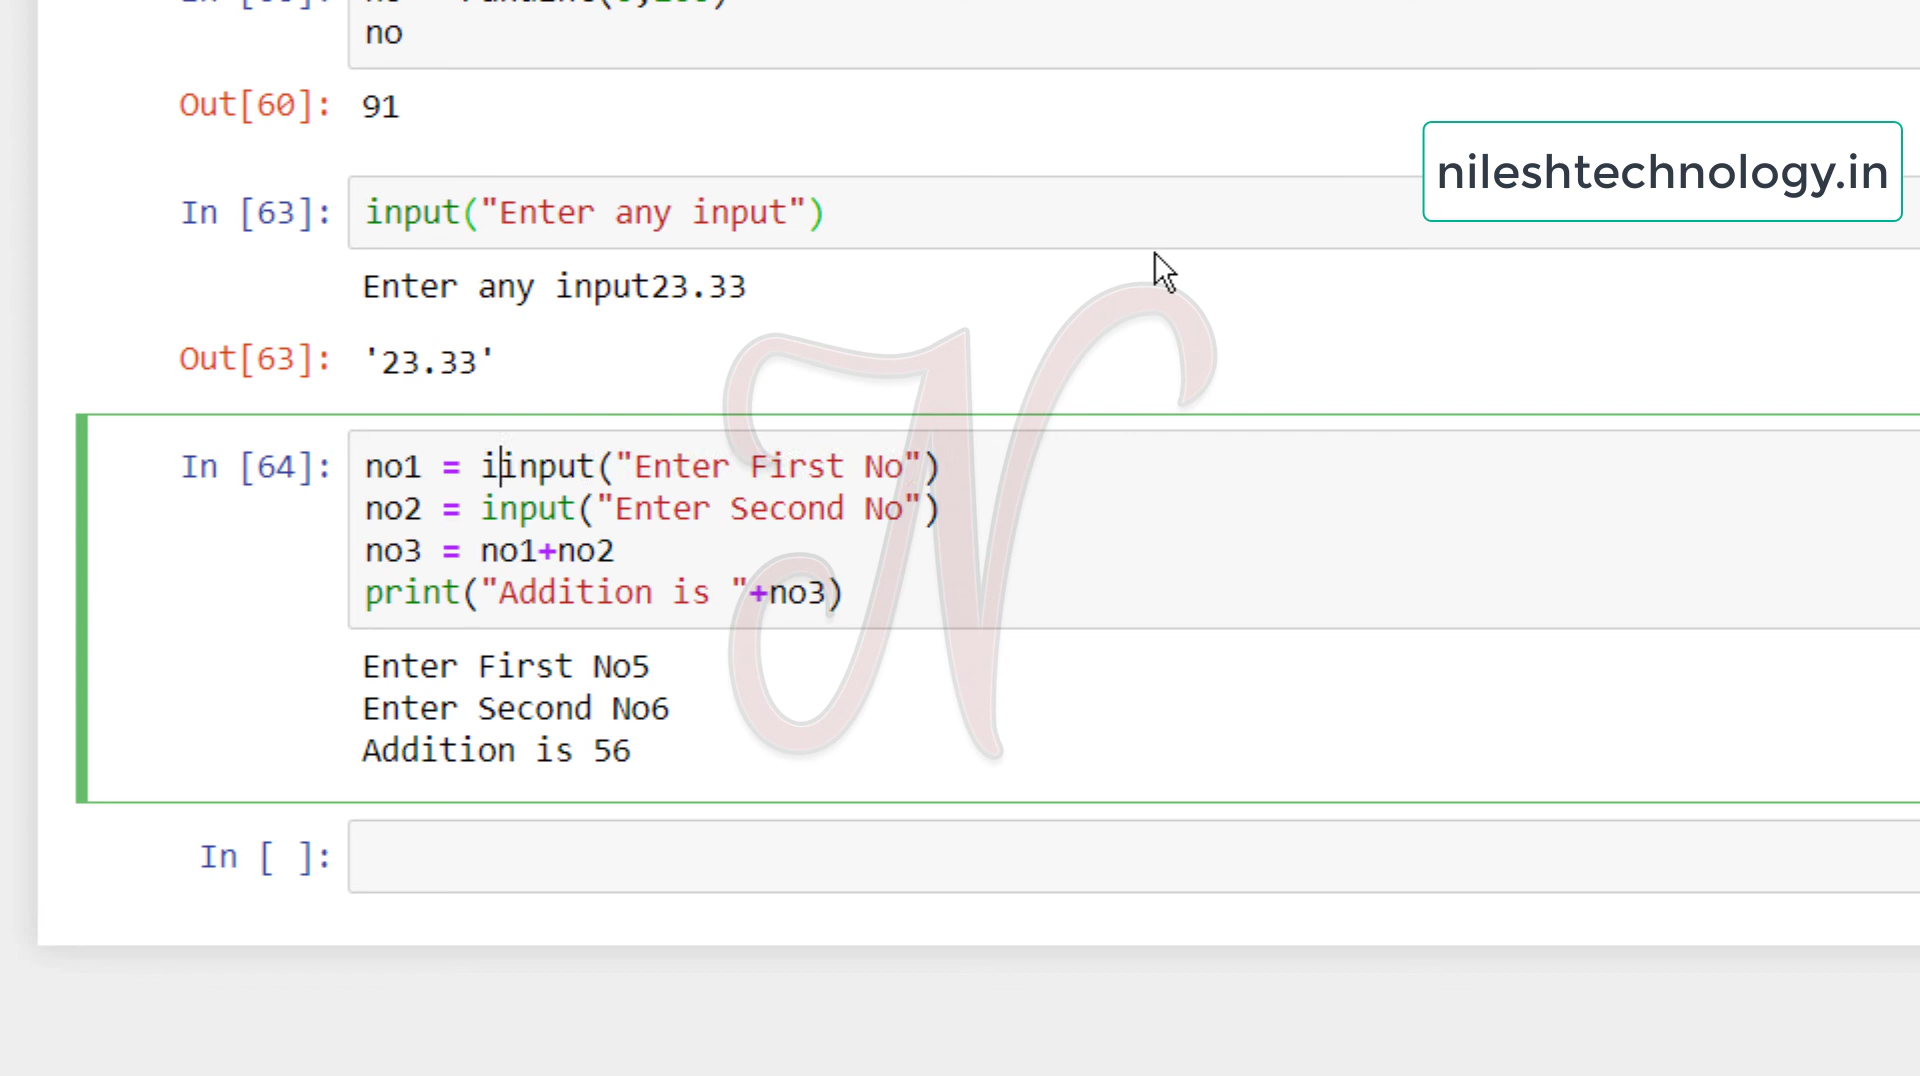 no
Out[60]: 91
nileshtechnology.in
In [63]: input("Enter any input")
Enter any input23.33
Out[63]: '23.33'
In [64]: no1 = iinput("Enter First No")
no2 = input("Enter Second No")
no3 = no1+no2
print("Addition is "+no3)
Enter First No5
Enter Second No6
Addition is 56
In [ ]:
N